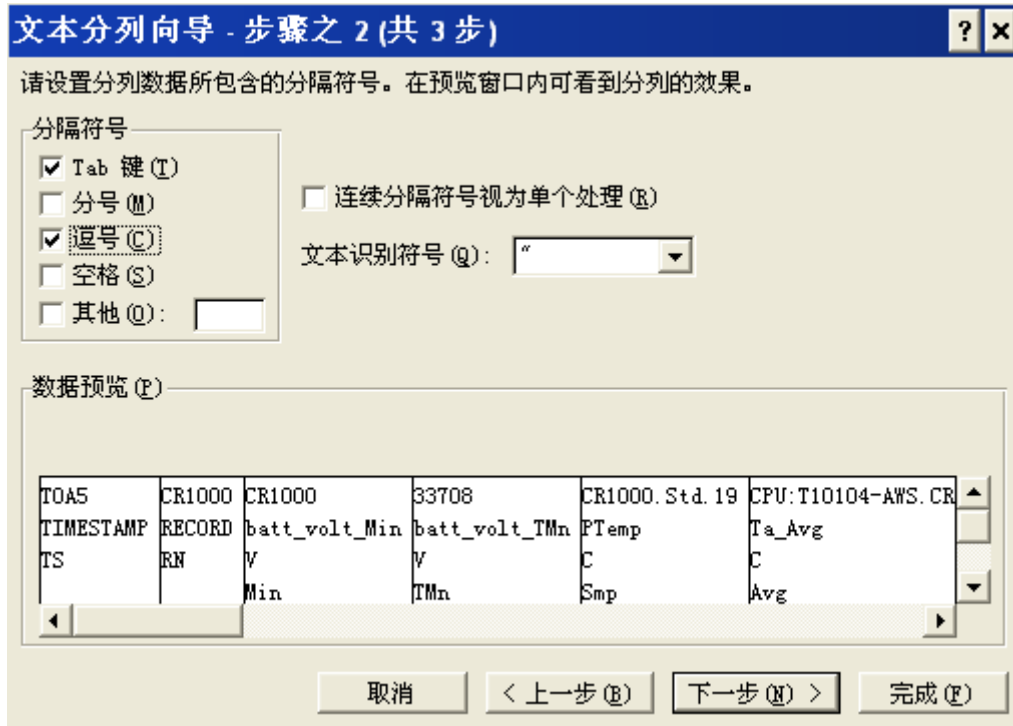 文本分列向导 - 步骤之 2 (共 3 步)
请设置分列数据所包含的分隔符号。在预览窗口内可看到分列的效果。
分隔符号
Tab 键(T)
分号(M)
逗号(C)
空格(S)
其他(O):
连续分隔符号视为单个处理(R)
文本识别符号(Q): "
数据预览(P)
TOA5 CR1000 CR1000 33708 CR1000.Std.19 CPU:T10104-AWS.CR
TIMESTAMP RECORD batt_volt_Min batt_volt_TMn PTemp Ta_Avg
TS RN V V C C
Min TMn Smp Avg
取消 < 上一步(B) 下一步(N) > 完成(F)